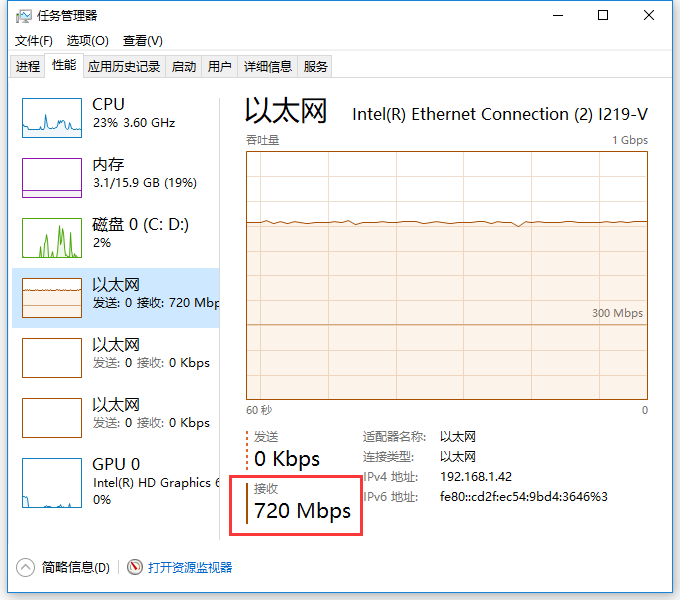 任务管理器
文件(F) 选项(O) 查看(V)
进程 性能 应用历史记录 启动 用户 详细信息 服务
CPU
23% 3.60 GHz
内存
3.1/15.9 GB (19%)
磁盘 0 (C: D:)
2%
以太网
发送: 0 接收: 720 Mbp
以太网
发送: 0 接收: 0 Kbps
以太网
发送: 0 接收: 0 Kbps
GPU 0
Intel(R) HD Graphics 6
0%
以太网 Intel(R) Ethernet Connection (2) I219-V
吞吐量 1 Gbps
300 Mbps
60 秒 0
发送
0 Kbps
接收
720 Mbps
适配器名称: 以太网
连接类型: 以太网
IPv4 地址: 192.168.1.42
IPv6 地址: fe80::cd2f:ec54:9bd4:3646%3
简略信息(D) 打开资源监视器